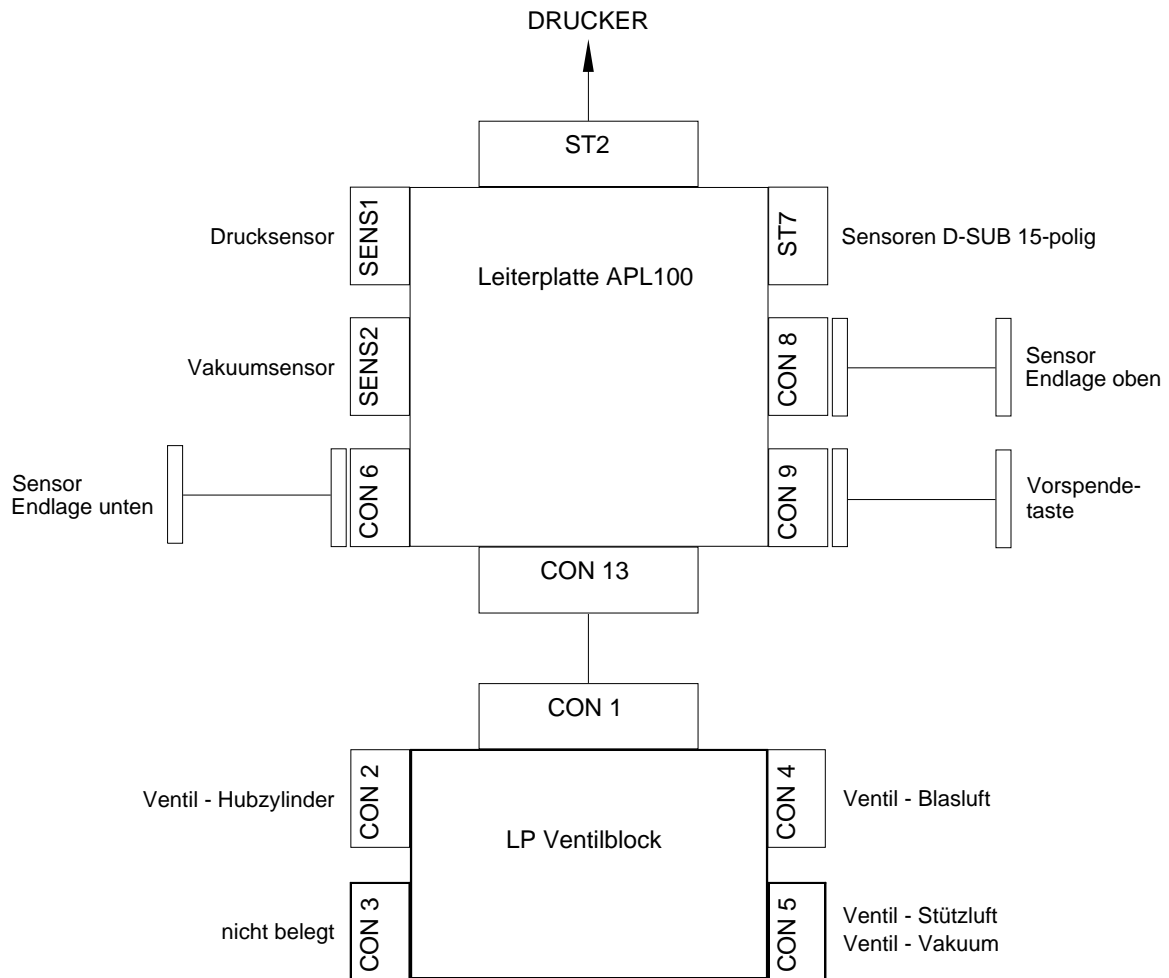 DRUCKER
ST2
Drucksensor
SENS1
Leiterplatte APL100
ST7
Sensoren D-SUB 15-polig
Vakuumsensor
SENS2
CON 8
Sensor
Endlage oben
Sensor
Endlage unten
CON 6
CON 9
Vorspende-
taste
CON 13
CON 1
Ventil - Hubzylinder
CON 2
LP Ventilblock
CON 4
Ventil - Blasluft
nicht belegt
CON 3
CON 5
Ventil - Stützluft
Ventil - Vakuum